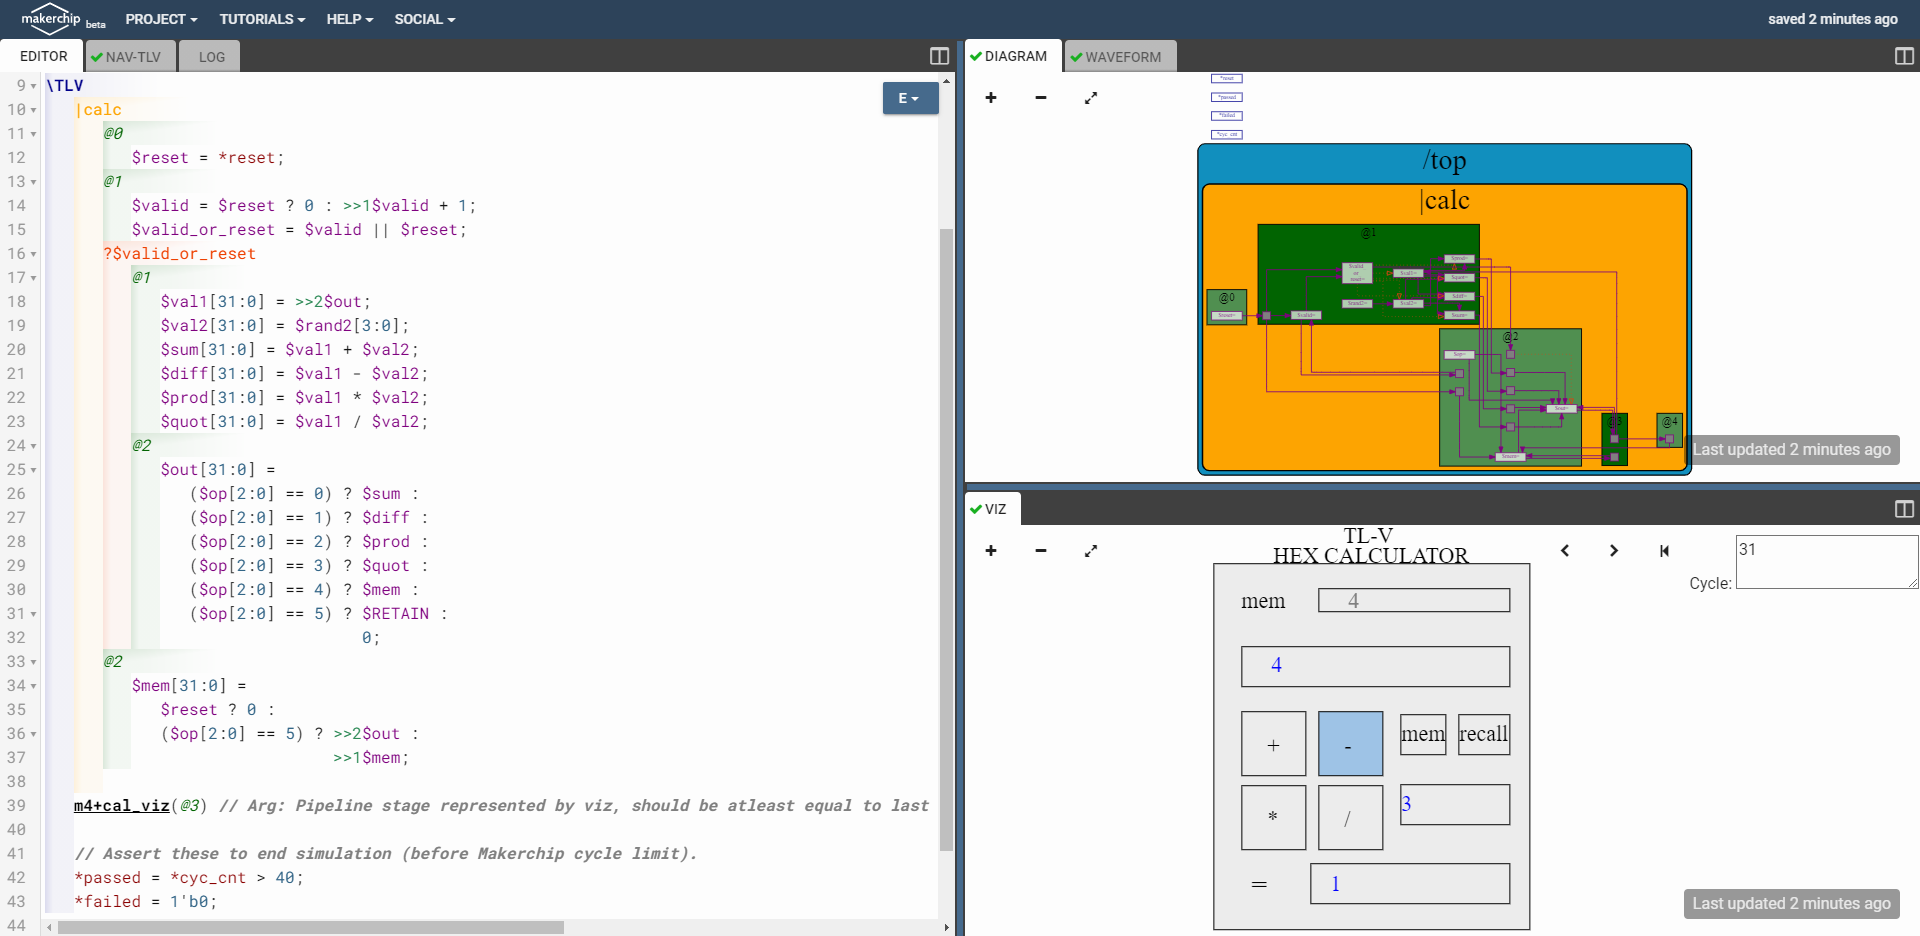 makerchip beta PROJECT TUTORIALS HELP SOCIAL saved 2 minutes ago
EDITOR NAV-TLV LOG
9 \TLV
10 |calc
11 @0
12 $reset = *reset;
13 @1
14 $valid = $reset ? 0 : >>1$valid + 1;
15 $valid_or_reset = $valid || $reset;
16 ?$valid_or_reset
17 @1
18 $val1[31:0] = >>2$out;
19 $val2[31:0] = $rand2[3:0];
20 $sum[31:0] = $val1 + $val2;
21 $diff[31:0] = $val1 - $val2;
22 $prod[31:0] = $val1 * $val2;
23 $quot[31:0] = $val1 / $val2;
24 @2
25 $out[31:0] =
26 ($op[2:0] == 0) ? $sum :
27 ($op[2:0] == 1) ? $diff :
28 ($op[2:0] == 2) ? $prod :
29 ($op[2:0] == 3) ? $quot :
30 ($op[2:0] == 4) ? $mem :
31 ($op[2:0] == 5) ? $RETAIN :
32 0;
33 @2
34 $mem[31:0] =
35 $reset ? 0 :
36 ($op[2:0] == 5) ? >>2$out :
37 >>1$mem;
38
39 m4+cal_viz(@3) // Arg: Pipeline stage represented by viz, should be atleast equal to last
40
41 // Assert these to end simulation (before Makerchip cycle limit).
42 *passed = *cyc_cnt > 40;
43 *failed = 1'b0;
44
E
DIAGRAM WAVEFORM
*reset
*passed
*failed
*cyc_cnt
/top
|calc
@1
@0
@2
@4
Last updated 2 minutes ago
VIZ
TL-V
HEX CALCULATOR
Cycle: 31
mem 4
4
+ - mem recall
* / 3
= 1
Last updated 2 minutes ago